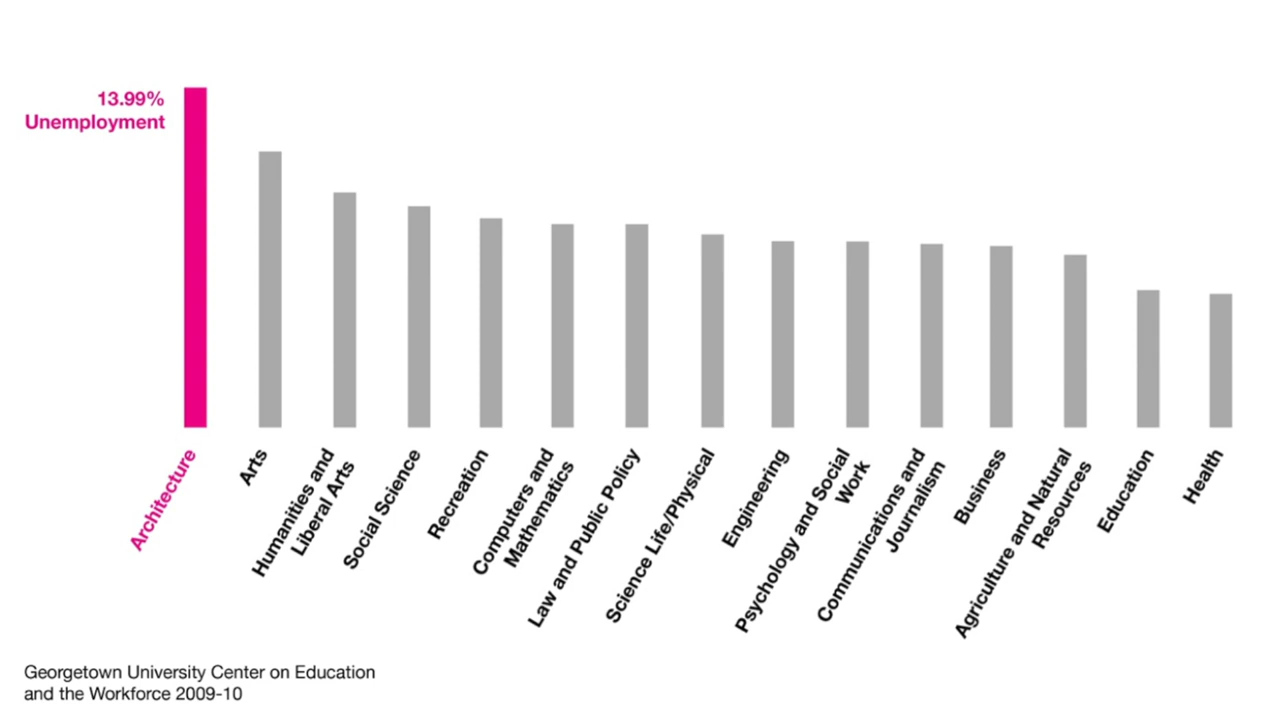 13.99%
Unemployment
Architecture
Arts
Humanities and
Liberal Arts
Social Science
Recreation
Computers and
Mathematics
Law and Public Policy
Science Life/Physical
Engineering
Psychology and Social
Work
Communications and
Journalism
Business
Agriculture and Natural
Resources
Education
Health
Georgetown University Center on Education
and the Workforce 2009-10